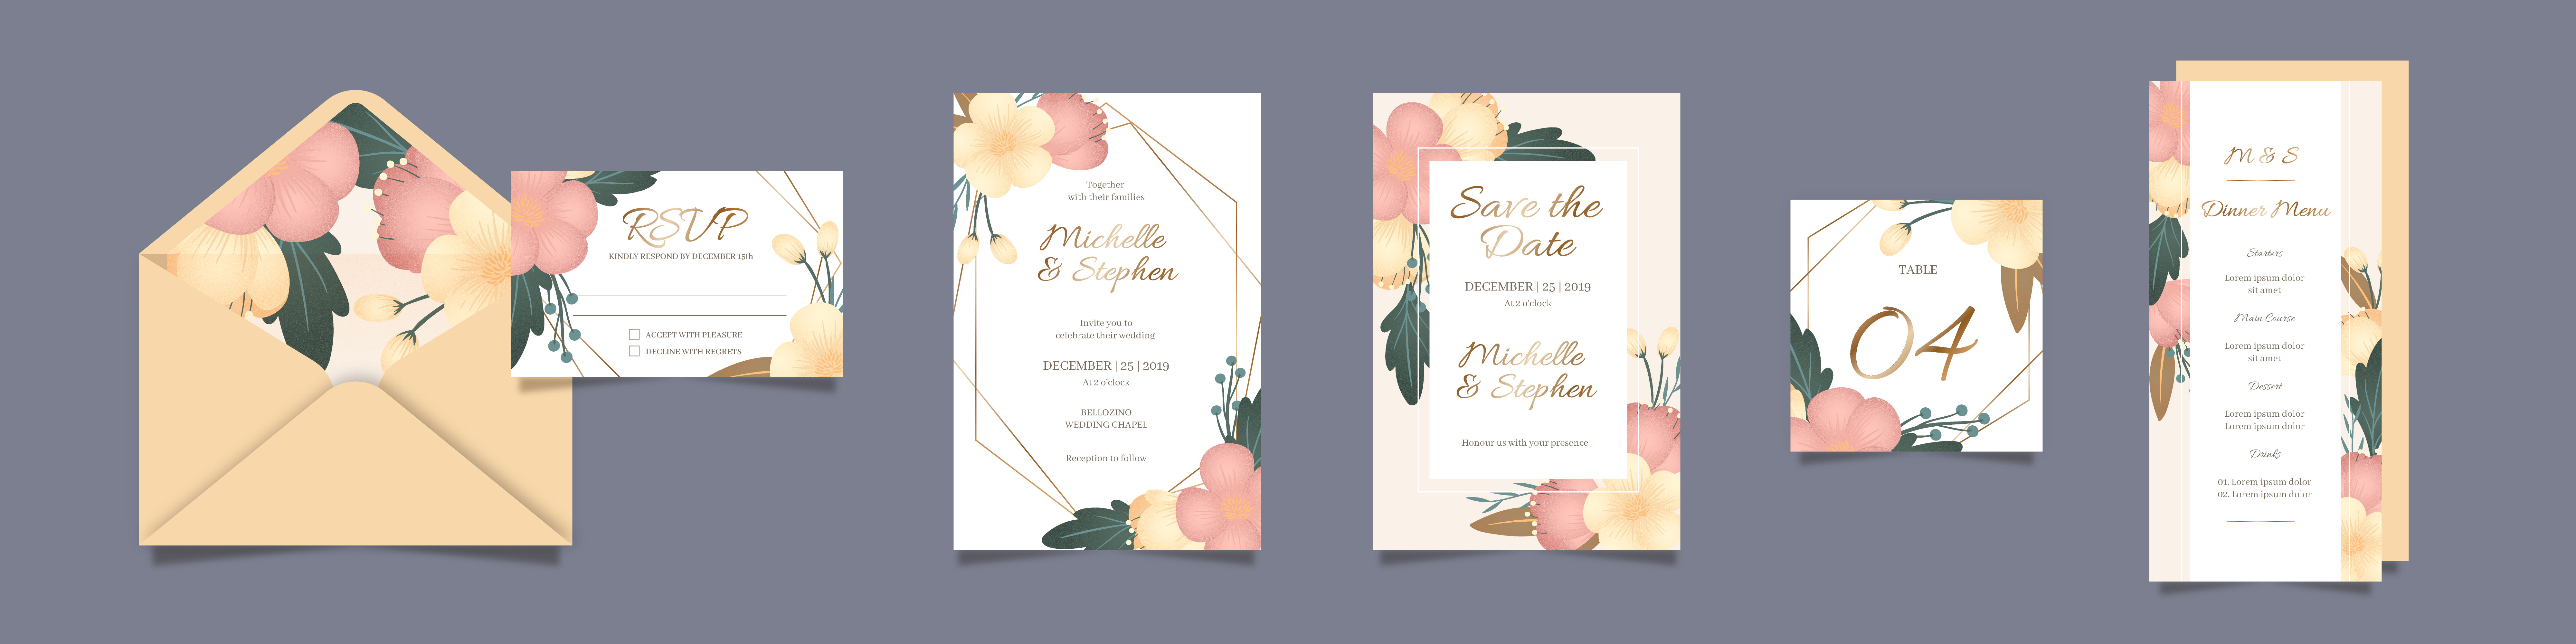 RSVP
KINDLY RESPOND BY DECEMBER 15th
ACCEPT WITH PLEASURE
DECLINE WITH REGRETS
Together
with their families
Michelle
& Stephen
Invite you to
celebrate their wedding
DECEMBER | 25 | 2019
At 2 o'clock
BELLOZINO
WEDDING CHAPEL
Reception to follow
Save the
Date
DECEMBER | 25 | 2019
At 2 o'clock
Michelle
& Stephen
Honour us with your presence
TABLE
04
M & S
Dinner Menu
Starters
Lorem ipsum dolor
sit amet
Main Course
Lorem ipsum dolor
sit amet
Dessert
Lorem ipsum dolor
Lorem ipsum dolor
Drinks
01. Lorem ipsum dolor
02. Lorem ipsum dolor